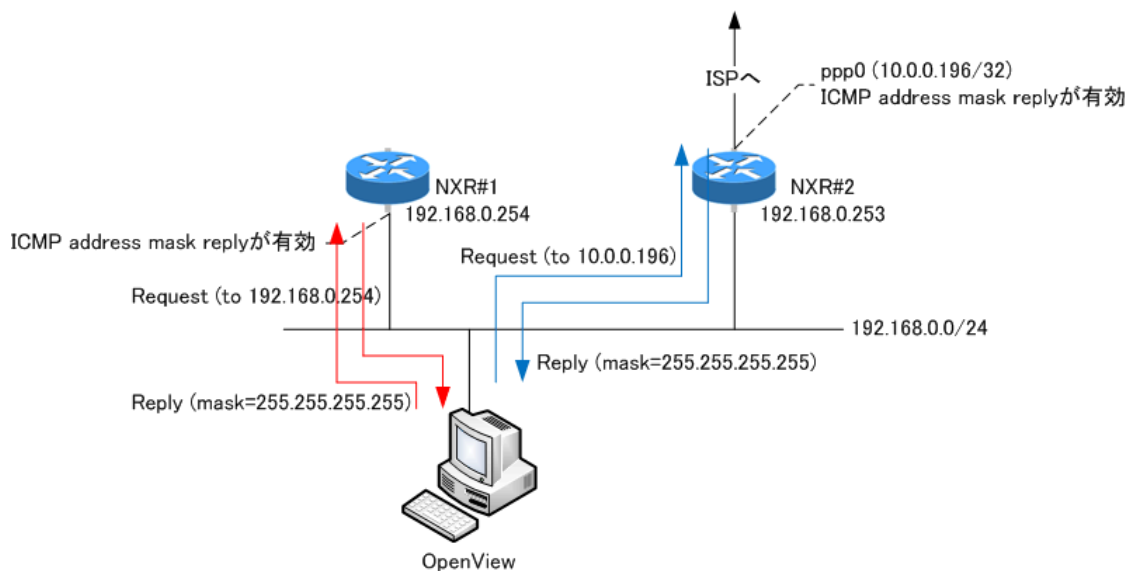 ISPへ
ppp0 (10.0.0.196/32)
ICMP address mask replyが有効
NXR#1
192.168.0.254
NXR#2
192.168.0.253
ICMP address mask replyが有効
Request (to 10.0.0.196)
Request (to 192.168.0.254)
192.168.0.0/24
Reply (mask=255.255.255.255)
Reply (mask=255.255.255.255)
OpenView